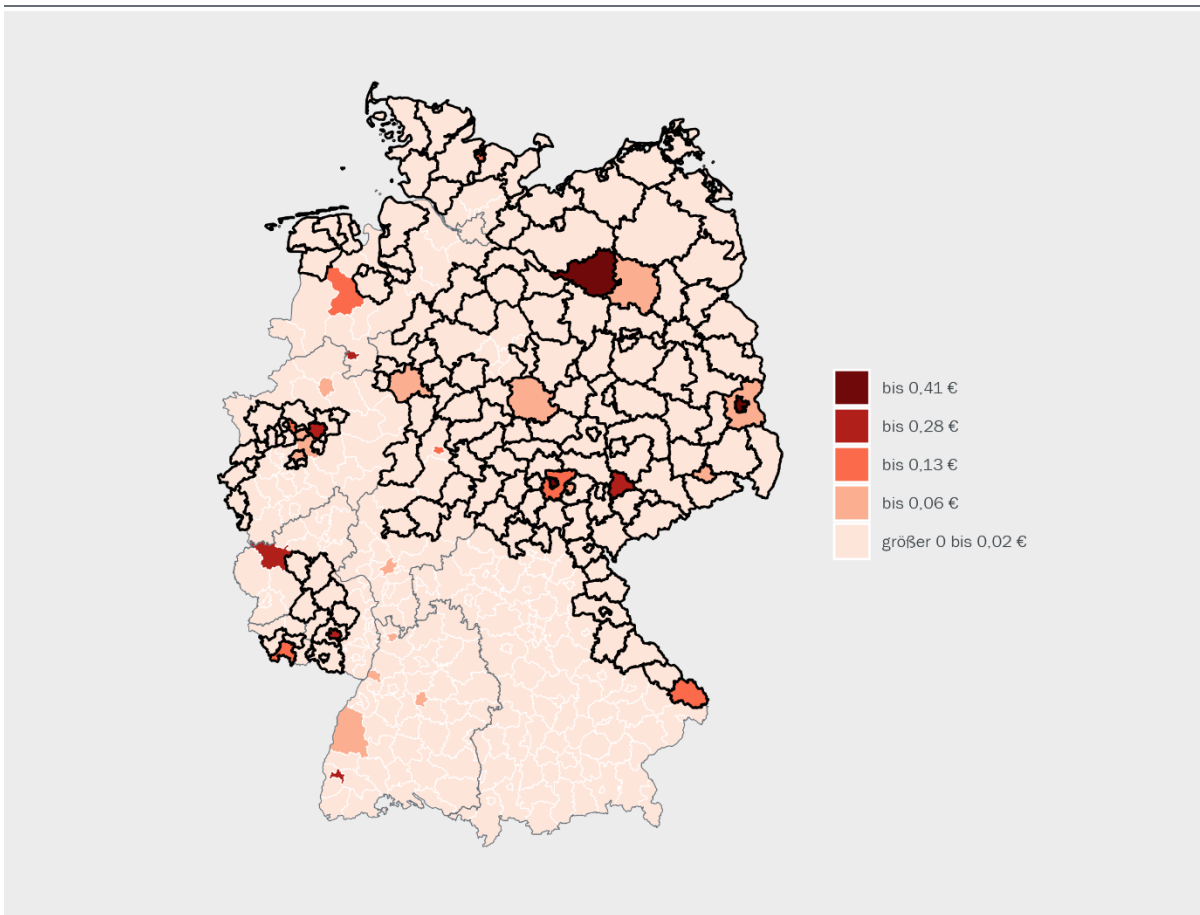 bis 0,41 €
bis 0,28 €
bis 0,13 €
bis 0,06 €
größer 0 bis 0,02 €